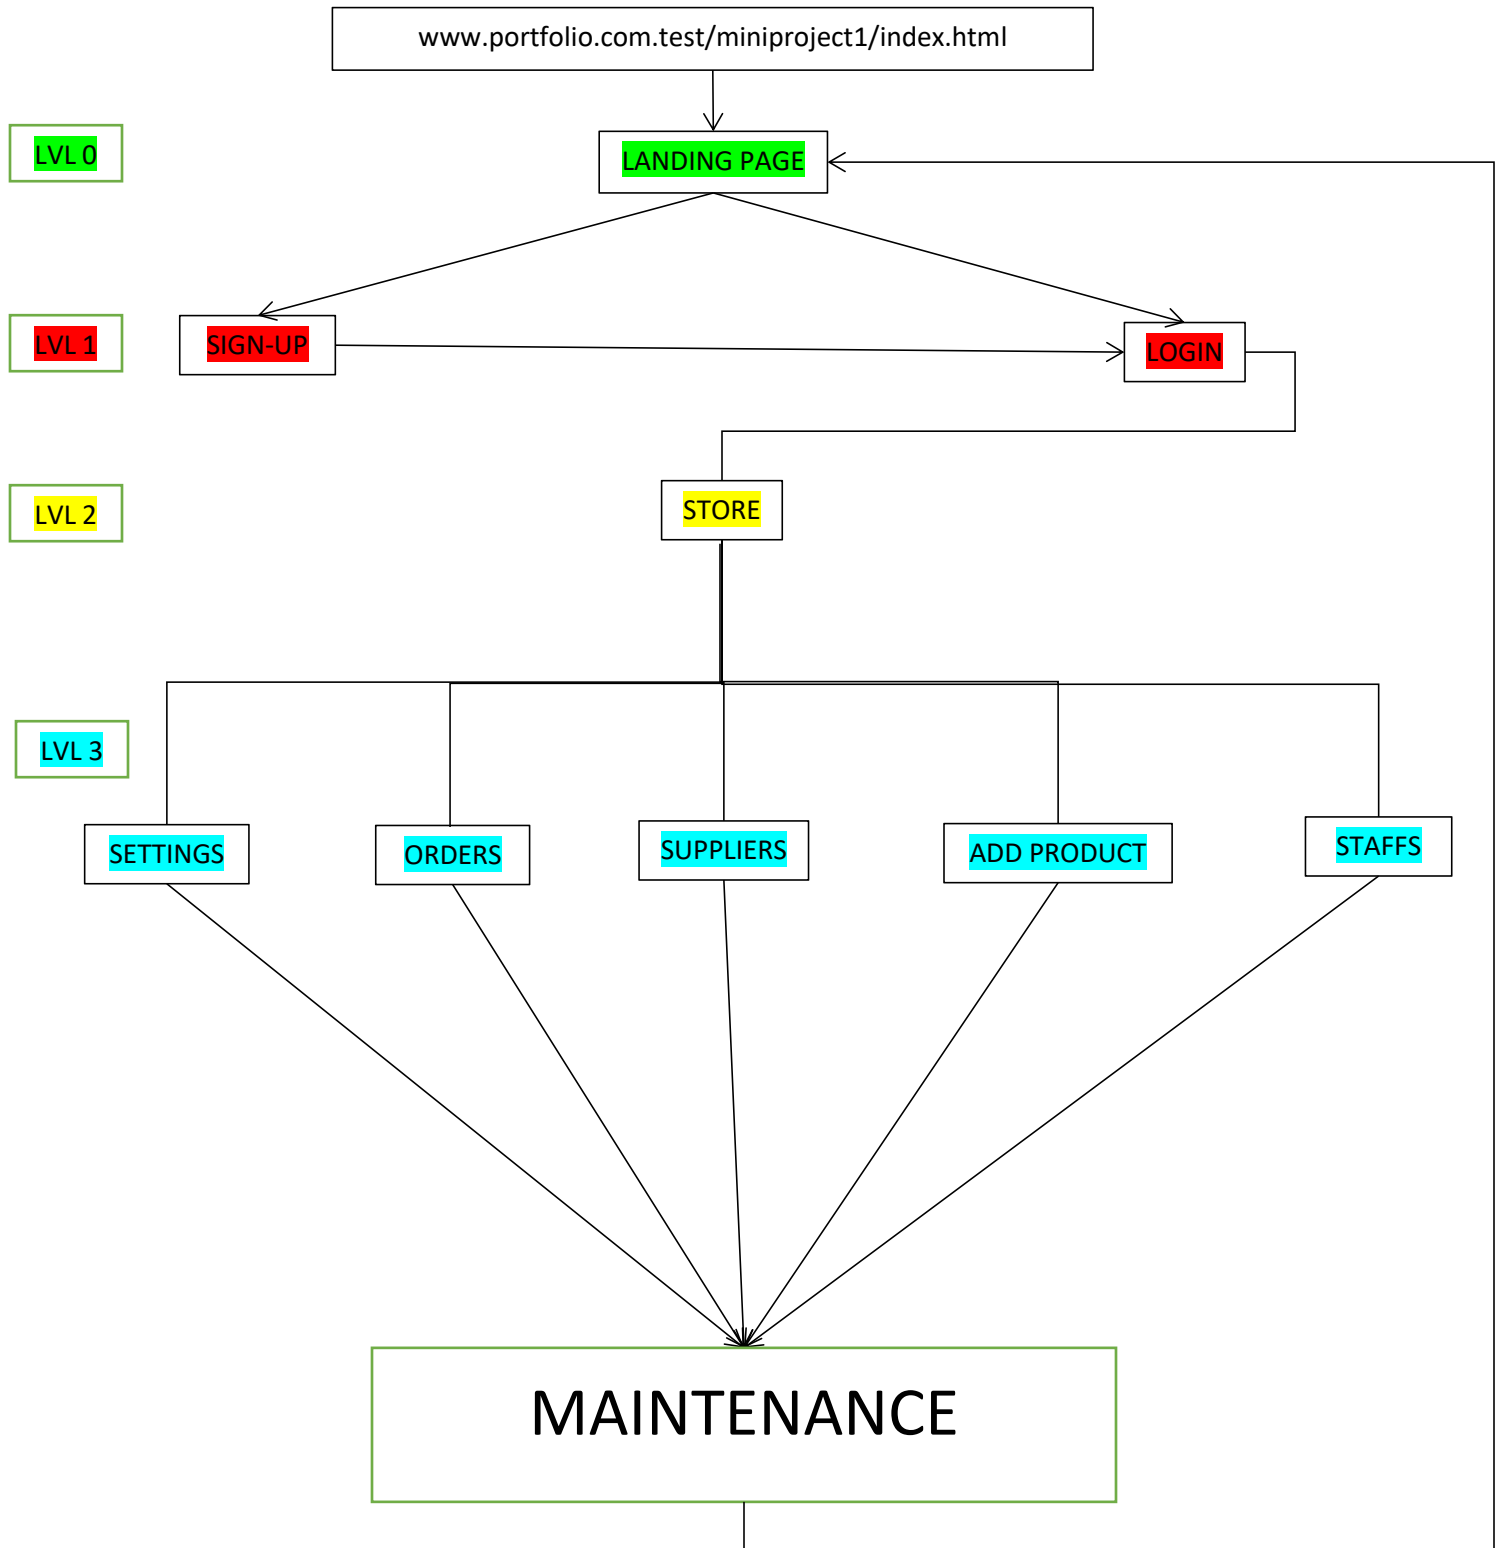 www.portfolio.com.test/miniproject1/index.html
LVL 0
LANDING PAGE
LVL 1
SIGN-UP
LOGIN
LVL 2
STORE
LVL 3
SETTINGS
ORDERS
SUPPLIERS
ADD PRODUCT
STAFFS
MAINTENANCE